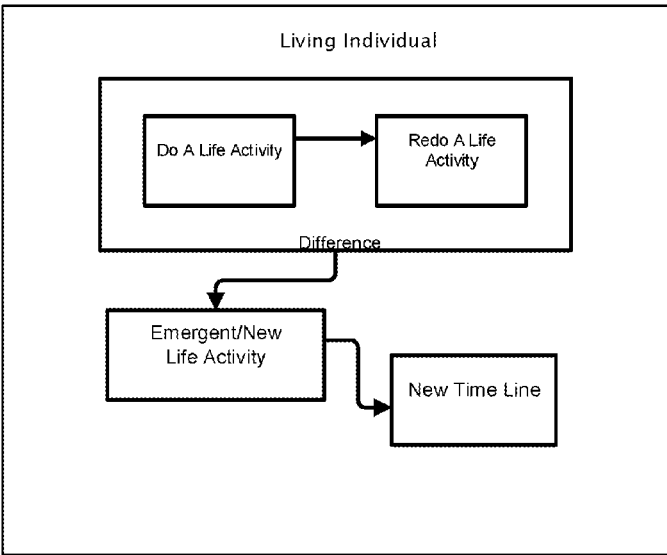 Living Individual
Do A Life Activity
Redo A Life
Activity
Difference
Emergent/New
Life Activity
New Time Line